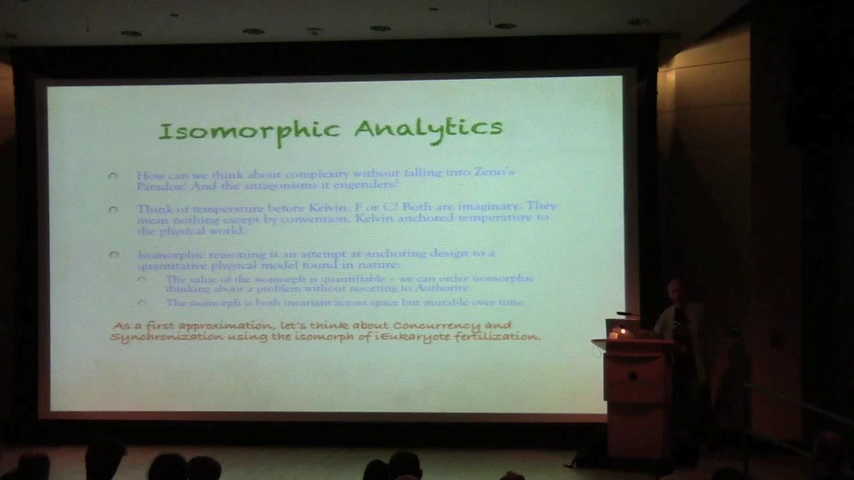 Isomorphic Analytics
How can we think about complexity without falling into Zeno's
Paradox? And the antagonisms it engenders?
Think of temperature before Kelvin. F or C? Both are imaginary. They
mean nothing except by convention. Kelvin anchored temperature to
the physical world.
Isomorphic reasoning is an attempt at anchoring design to a
quantitative physical model found in nature:
The value of the isomorph is quantifiable - we can order isomorphic
thinking about a problem without resorting to Authority
The isomorph is both invariant across space but mutable over time.
As a first approximation, let's think about Concurrency and
Synchronization using the isomorph of iEukaryote fertilization.